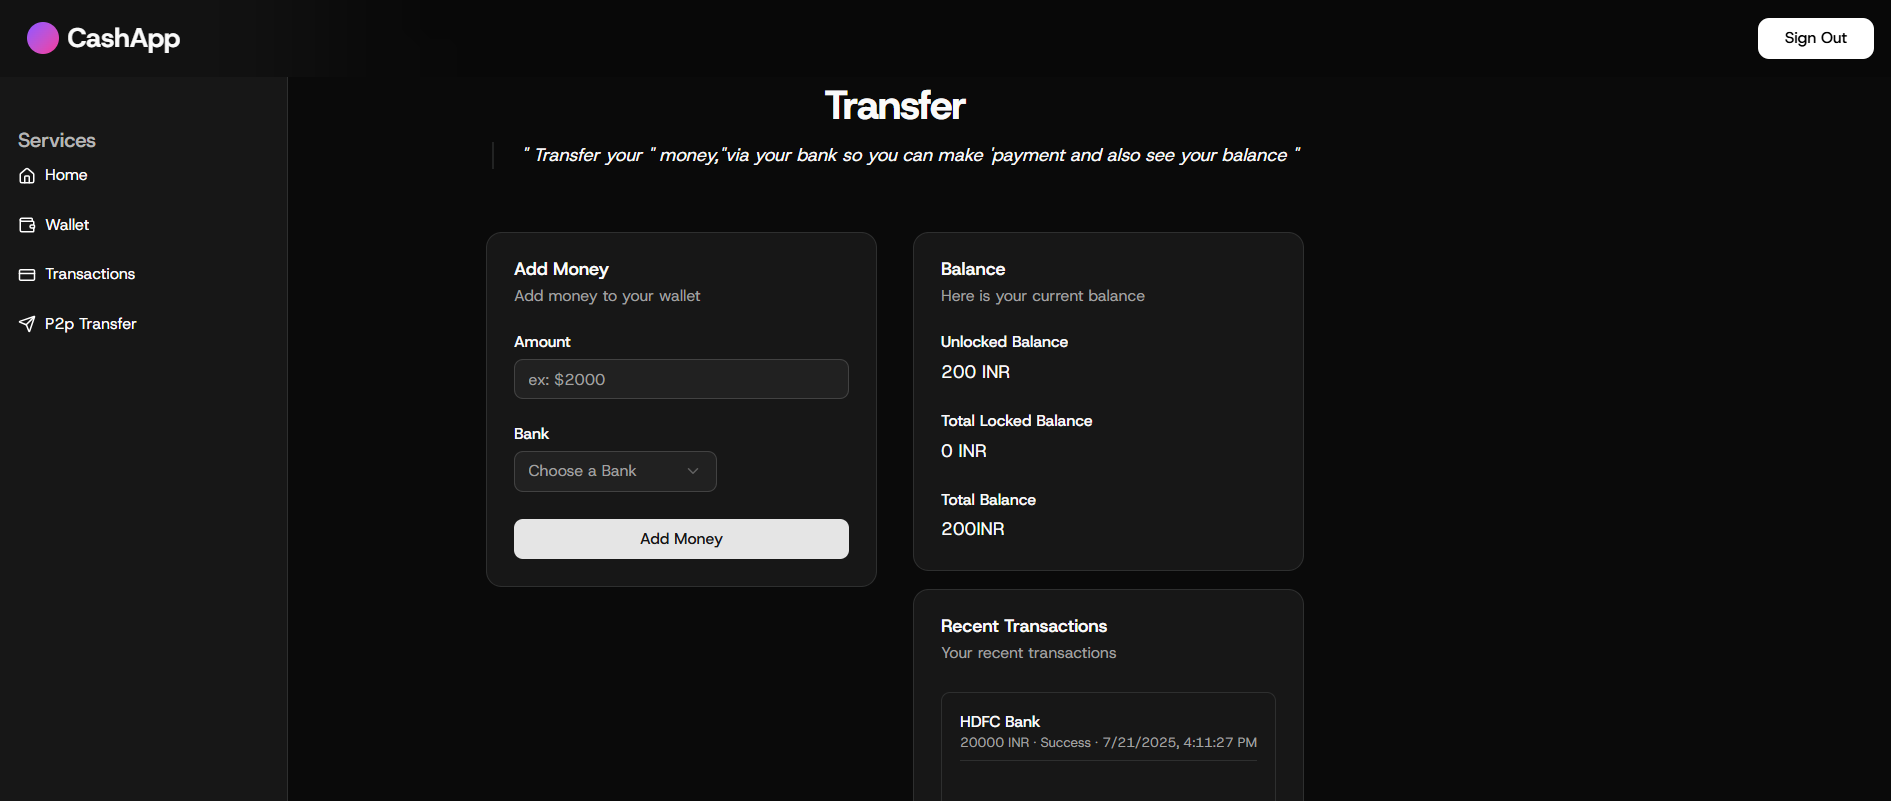 CashApp
Sign Out
Services
Home
Wallet
Transactions
P2p Transfer
Transfer
" Transfer your " money,"via your bank so you can make 'payment and also see your balance "
Add Money
Add money to your wallet
Amount
ex: $2000
Bank
Choose a Bank
Add Money
Balance
Here is your current balance
Unlocked Balance
200 INR
Total Locked Balance
0 INR
Total Balance
200INR
Recent Transactions
Your recent transactions
HDFC Bank
20000 INR · Success · 7/21/2025, 4:11:27 PM